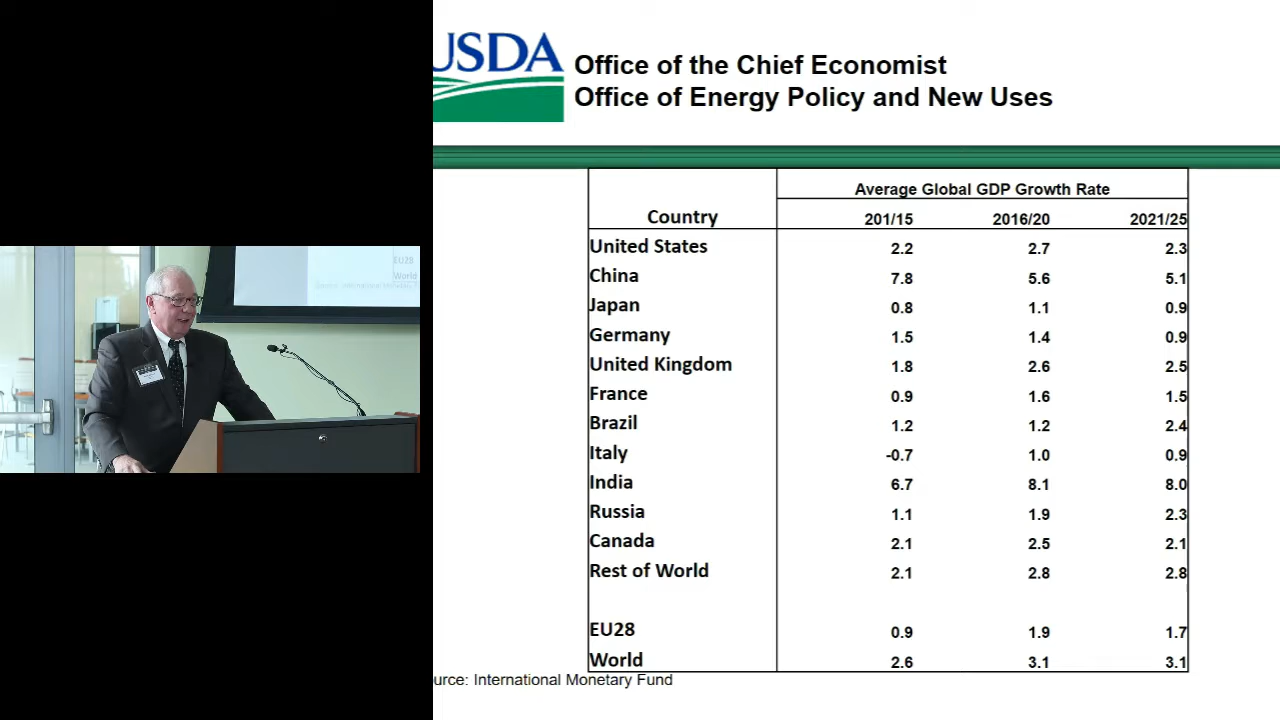 USDA
Office of the Chief Economist
Office of Energy Policy and New Uses
Average Global GDP Growth Rate
Country 201/15 2016/20 2021/25
United States 2.2 2.7 2.3
China 7.8 5.6 5.1
Japan 0.8 1.1 0.9
Germany 1.5 1.4 0.9
United Kingdom 1.8 2.6 2.5
France 0.9 1.6 1.5
Brazil 1.2 1.2 2.4
Italy -0.7 1.0 0.9
India 6.7 8.1 8.0
Russia 1.1 1.9 2.3
Canada 2.1 2.5 2.1
Rest of World 2.1 2.8 2.8
EU28 0.9 1.9 1.7
World 2.6 3.1 3.1
urce: International Monetary Fund
EU28
World